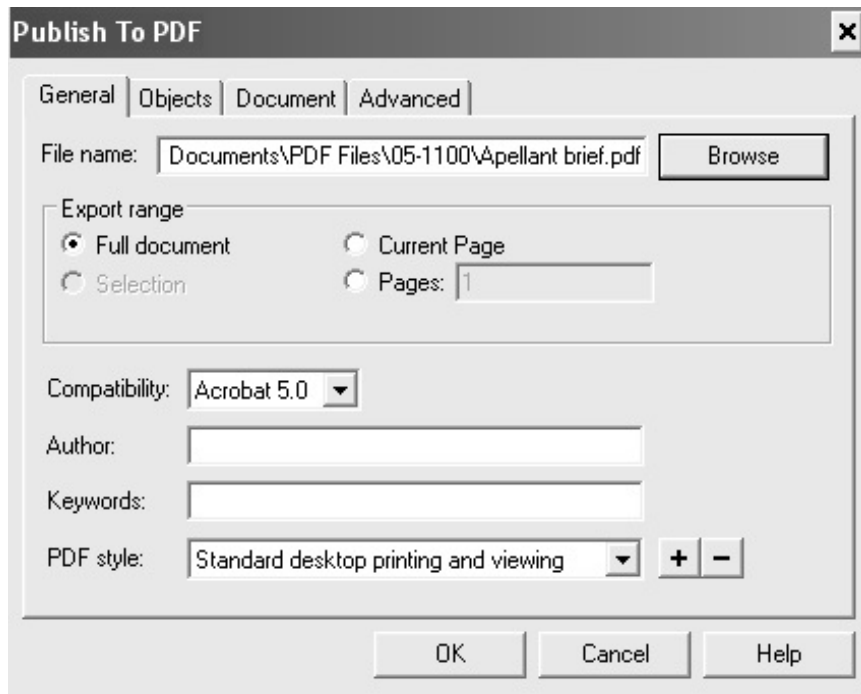 Publish To PDF
General Objects Document Advanced
File name: Documents\PDF Files\05-1100\Apellant brief.pdf Browse
Export range
Full document Current Page
Selection Pages: 1
Compatibility: Acrobat 5.0
Author:
Keywords:
PDF style: Standard desktop printing and viewing + −
OK Cancel Help